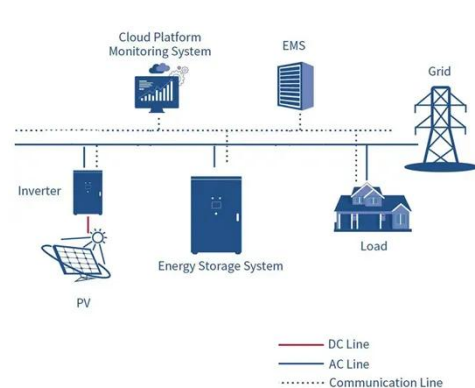 Cloud Platform
Monitoring System
EMS
Grid
Inverter
Energy Storage System
Load
PV
DC Line
AC Line
Communication Line